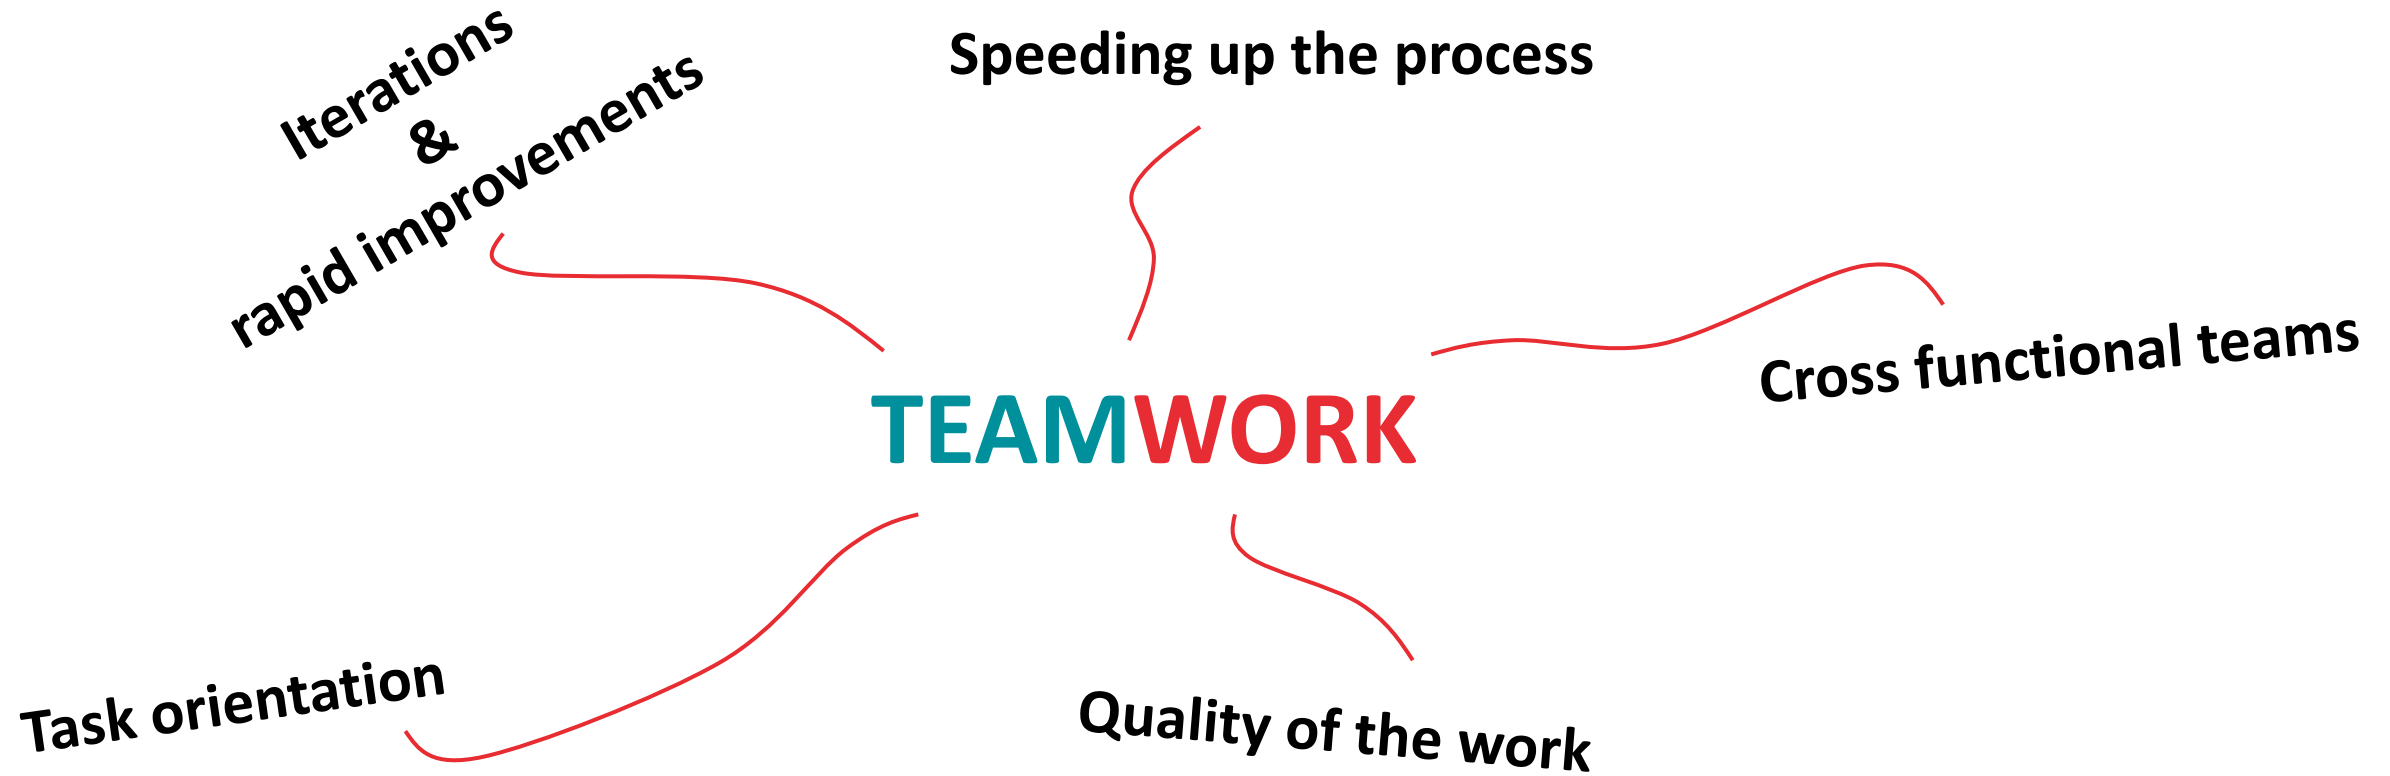 Iterations
&
rapid improvements
Speeding up the process
Cross functional teams
TEAMWORK
Task orientation
Quality of the work